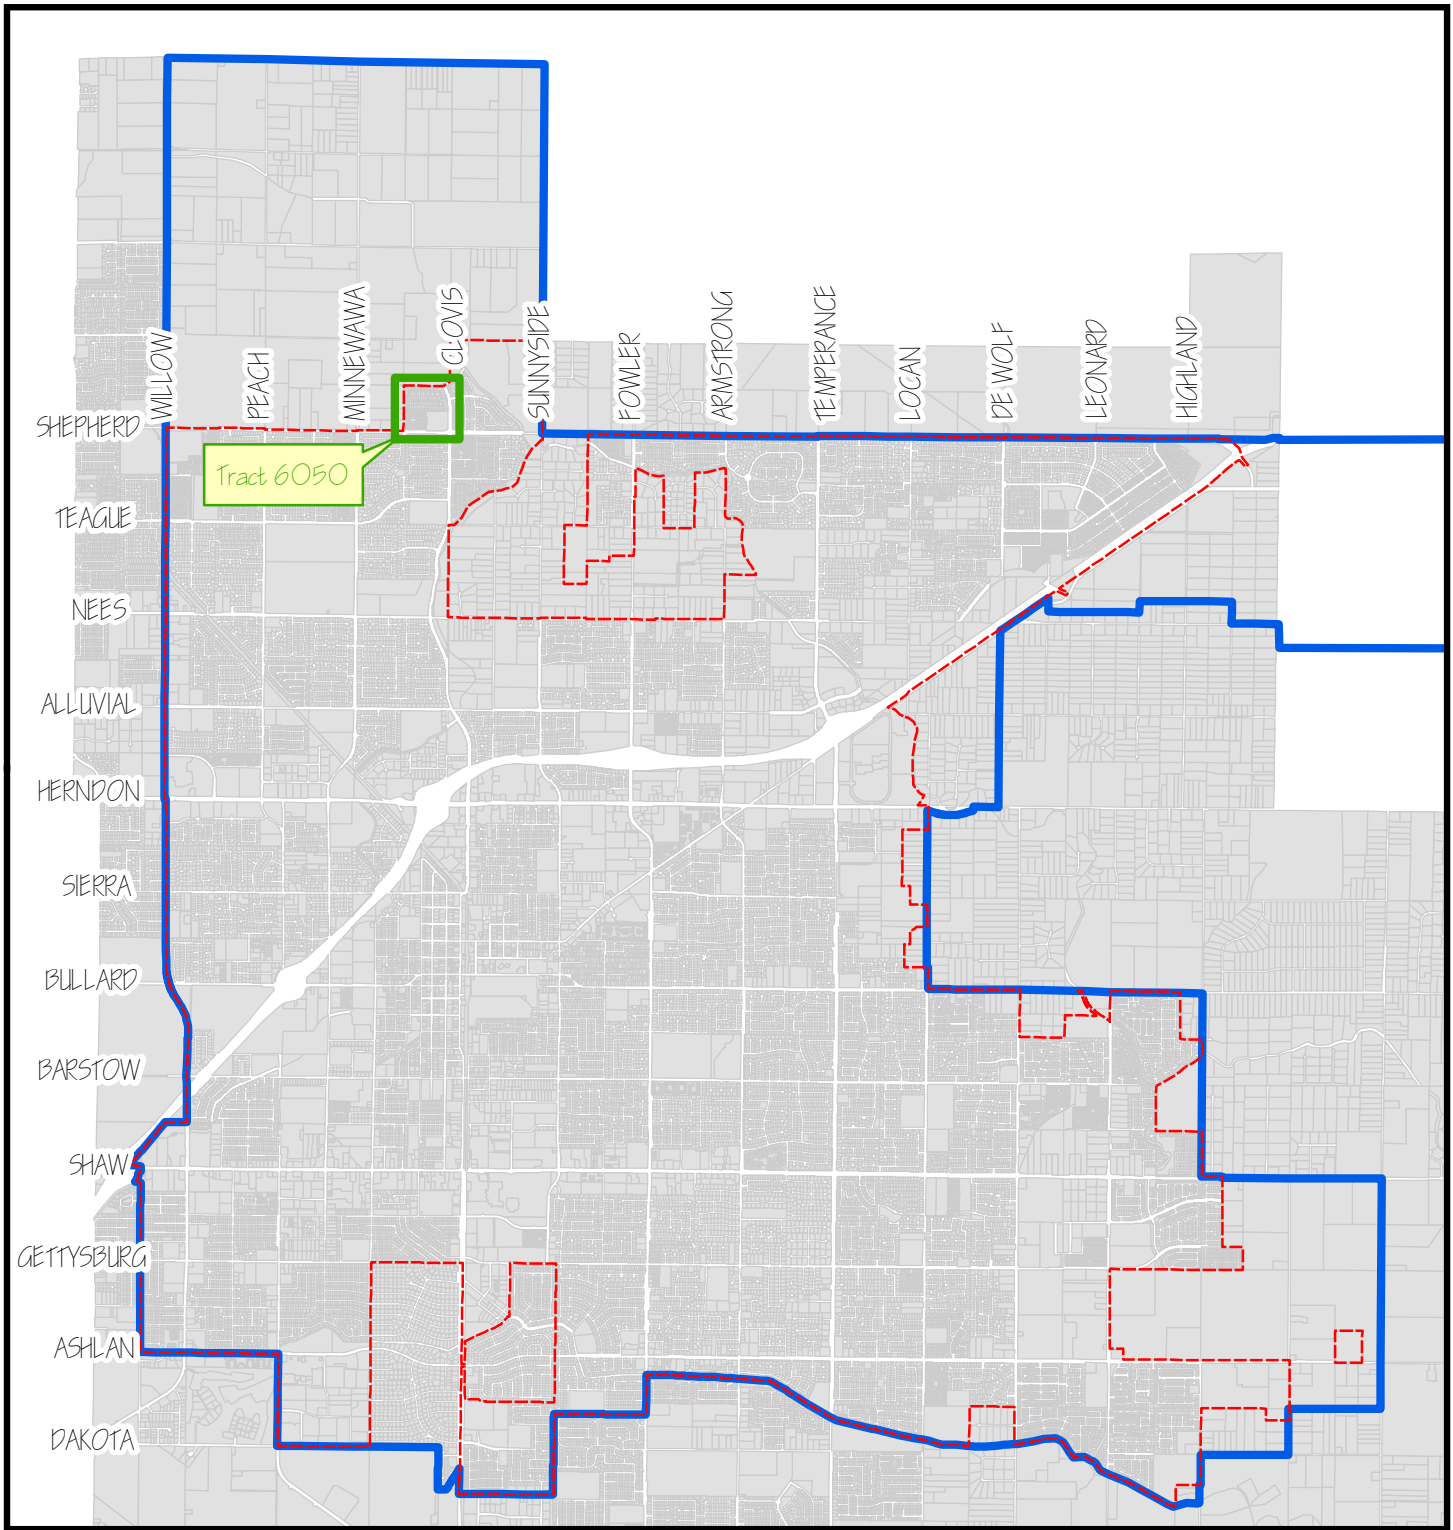 WILLOW
PEACH
MINNEWAWA
CLOVIS
SUNNYSIDE
FOWLER
ARMSTRONG
TEMPERANCE
LOCAN
DE WOLF
LEONARD
HIGHLAND
SHEPHERD
Tract 6050
TEAGUE
NEES
ALLUVIAL
HERNDON
SIERRA
BULLARD
BARSTOW
SHAW
GETTYSBURG
ASHLAN
DAKOTA